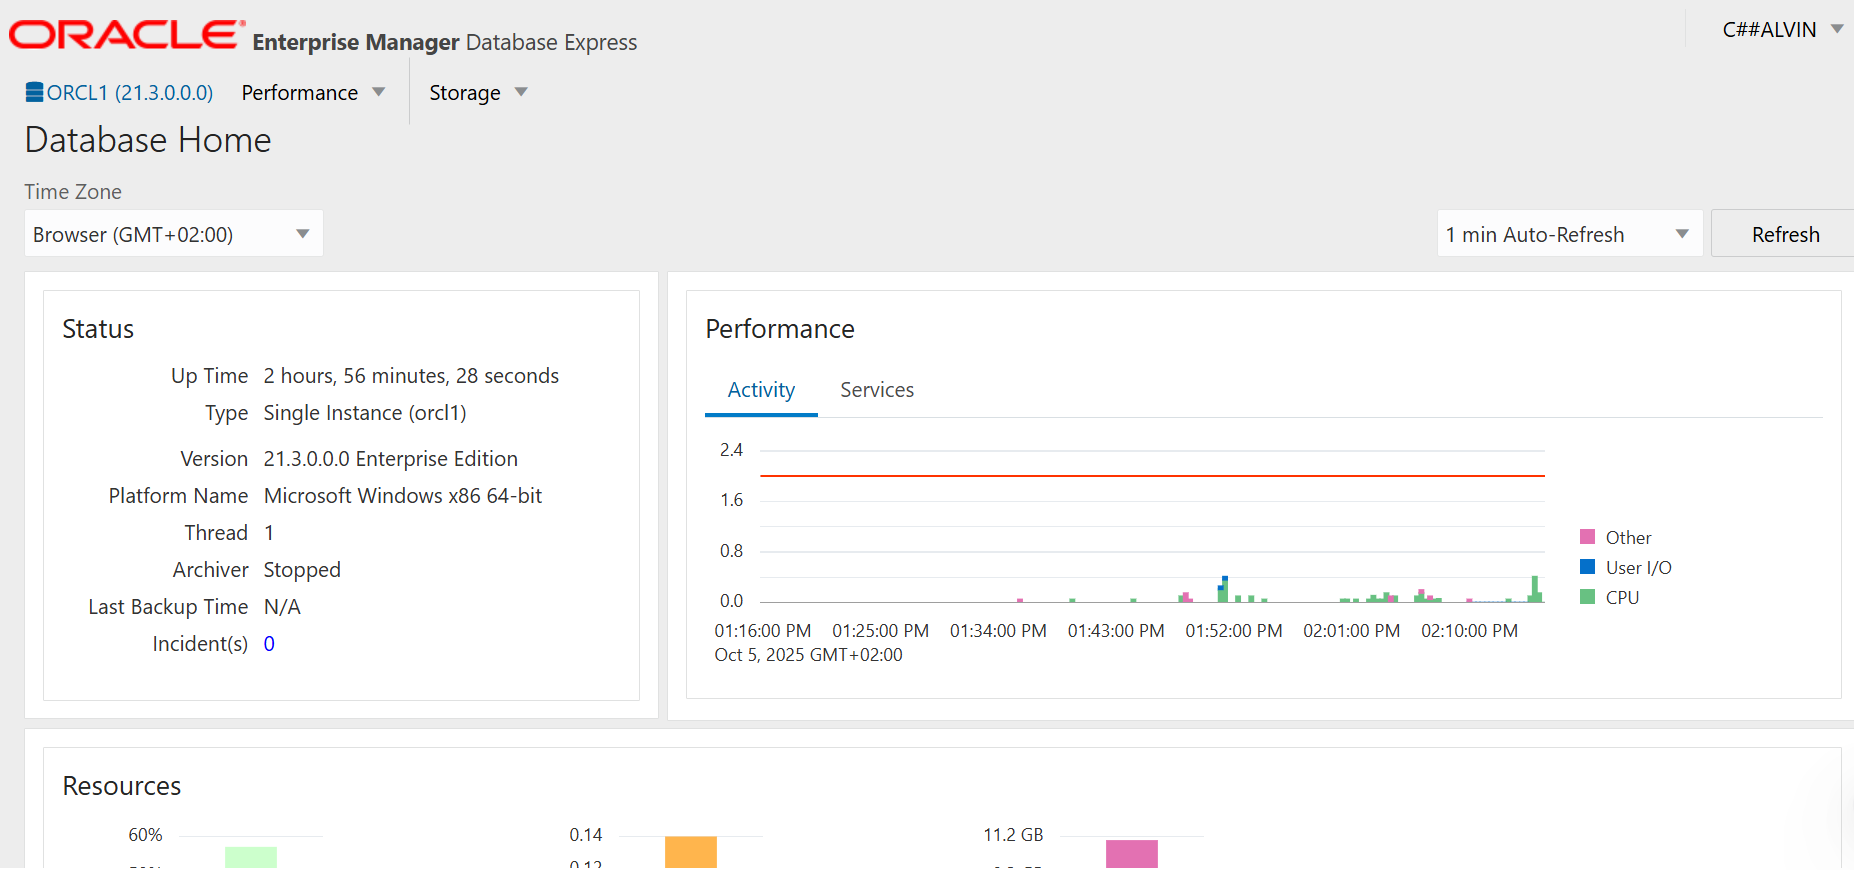 ORACLE® Enterprise Manager Database Express
C##ALVIN
ORCL1 (21.3.0.0.0) Performance Storage
Database Home
Time Zone
Browser (GMT+02:00)
1 min Auto-Refresh Refresh
Status
Up Time 2 hours, 56 minutes, 28 seconds
Type Single Instance (orcl1)
Version 21.3.0.0.0 Enterprise Edition
Platform Name Microsoft Windows x86 64-bit
Thread 1
Archiver Stopped
Last Backup Time N/A
Incident(s) 0
Performance
Activity Services
2.4
1.6
0.8
0.0
01:16:00 PM 01:25:00 PM 01:34:00 PM 01:43:00 PM 01:52:00 PM 02:01:00 PM 02:10:00 PM
Oct 5, 2025 GMT+02:00
Other
User I/O
CPU
Resources
60% 0.14 11.2 GB
0.12